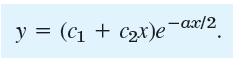 y = (c₁ + c₂x)e^{-ax/2}.